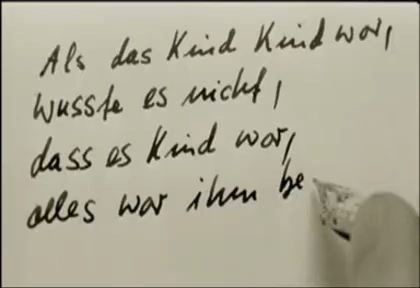 Als das Kind Kind war,
wusste es nicht,
dass es Kind war,
alles war ihm be